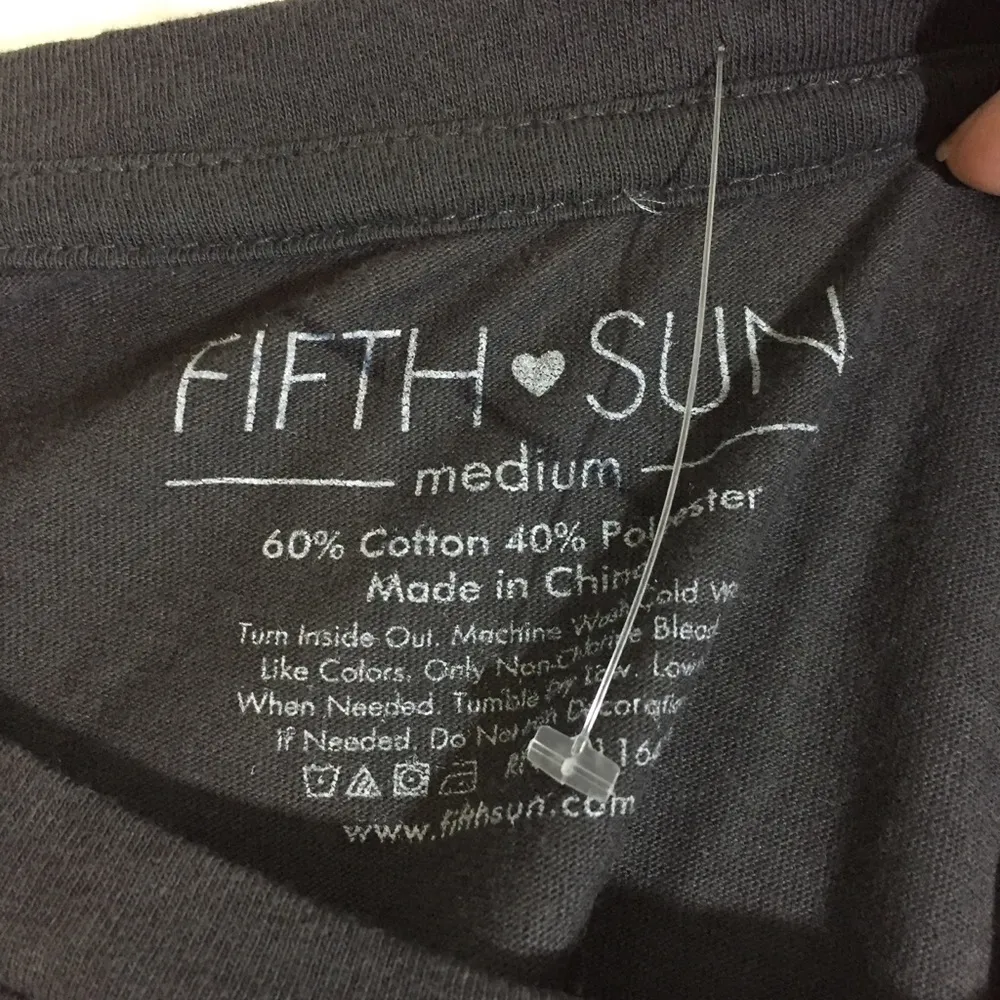 FIFTH SUN
medium
60% Cotton 40% Polyester
Made in China
Turn Inside Out. Machine Wash Cold
Like Colors. Only Non-Chlorine
When Needed. Tumble Dry Low. Low
If Needed. Do Not
www.fifthsun.com